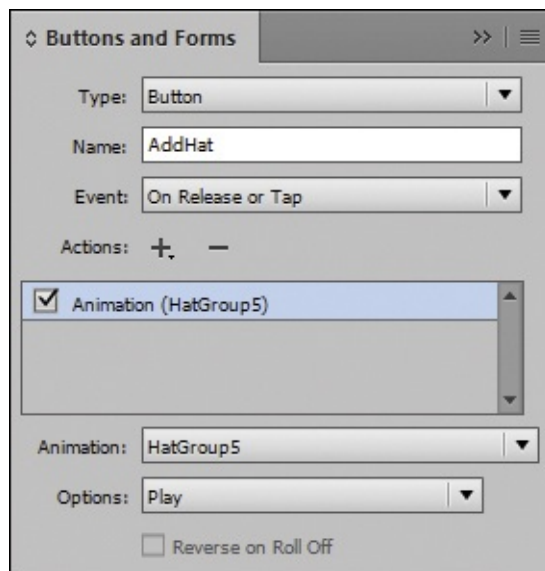 Buttons and Forms
Type: Button
Name: AddHat
Event: On Release or Tap
Actions:
Animation (HatGroup5)
Animation: HatGroup5
Options: Play
Reverse on Roll Off